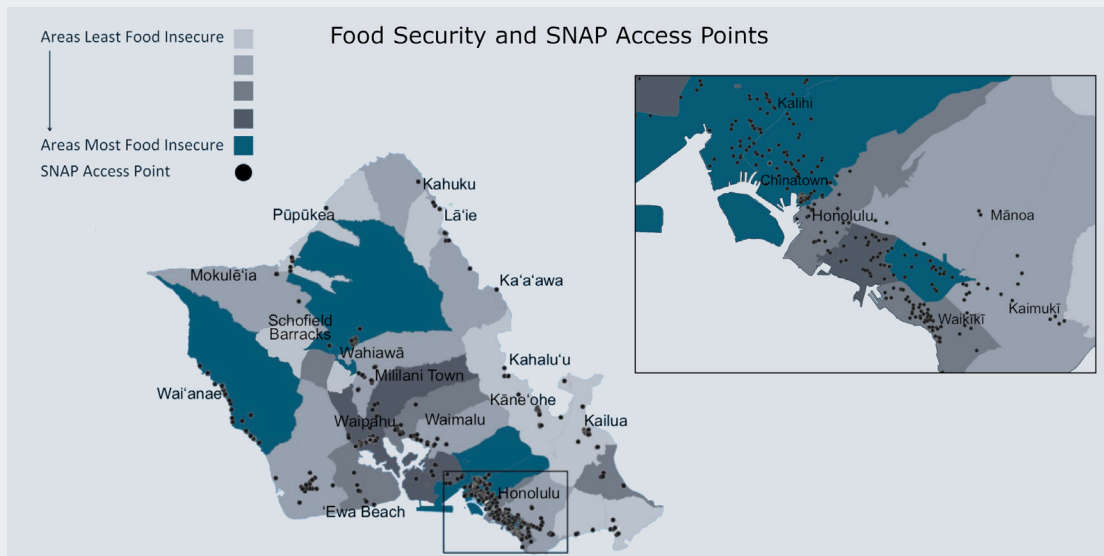 Food Security and SNAP Access Points
Areas Least Food Insecure
Areas Most Food Insecure
SNAP Access Point
Kahuku
Lāʻie
Pūpūkea
Mokulēʻia
Kaʻaʻawa
Schofield
Barracks
Wahiawā
Kahaluʻu
Mililani Town
Waiʻanae
Kāneʻohe
Waipahu
Waimalu
Kailua
Honolulu
ʻEwa Beach
Kalihi
Chinatown
Honolulu
Mānoa
Kaimukī
Waikīkī